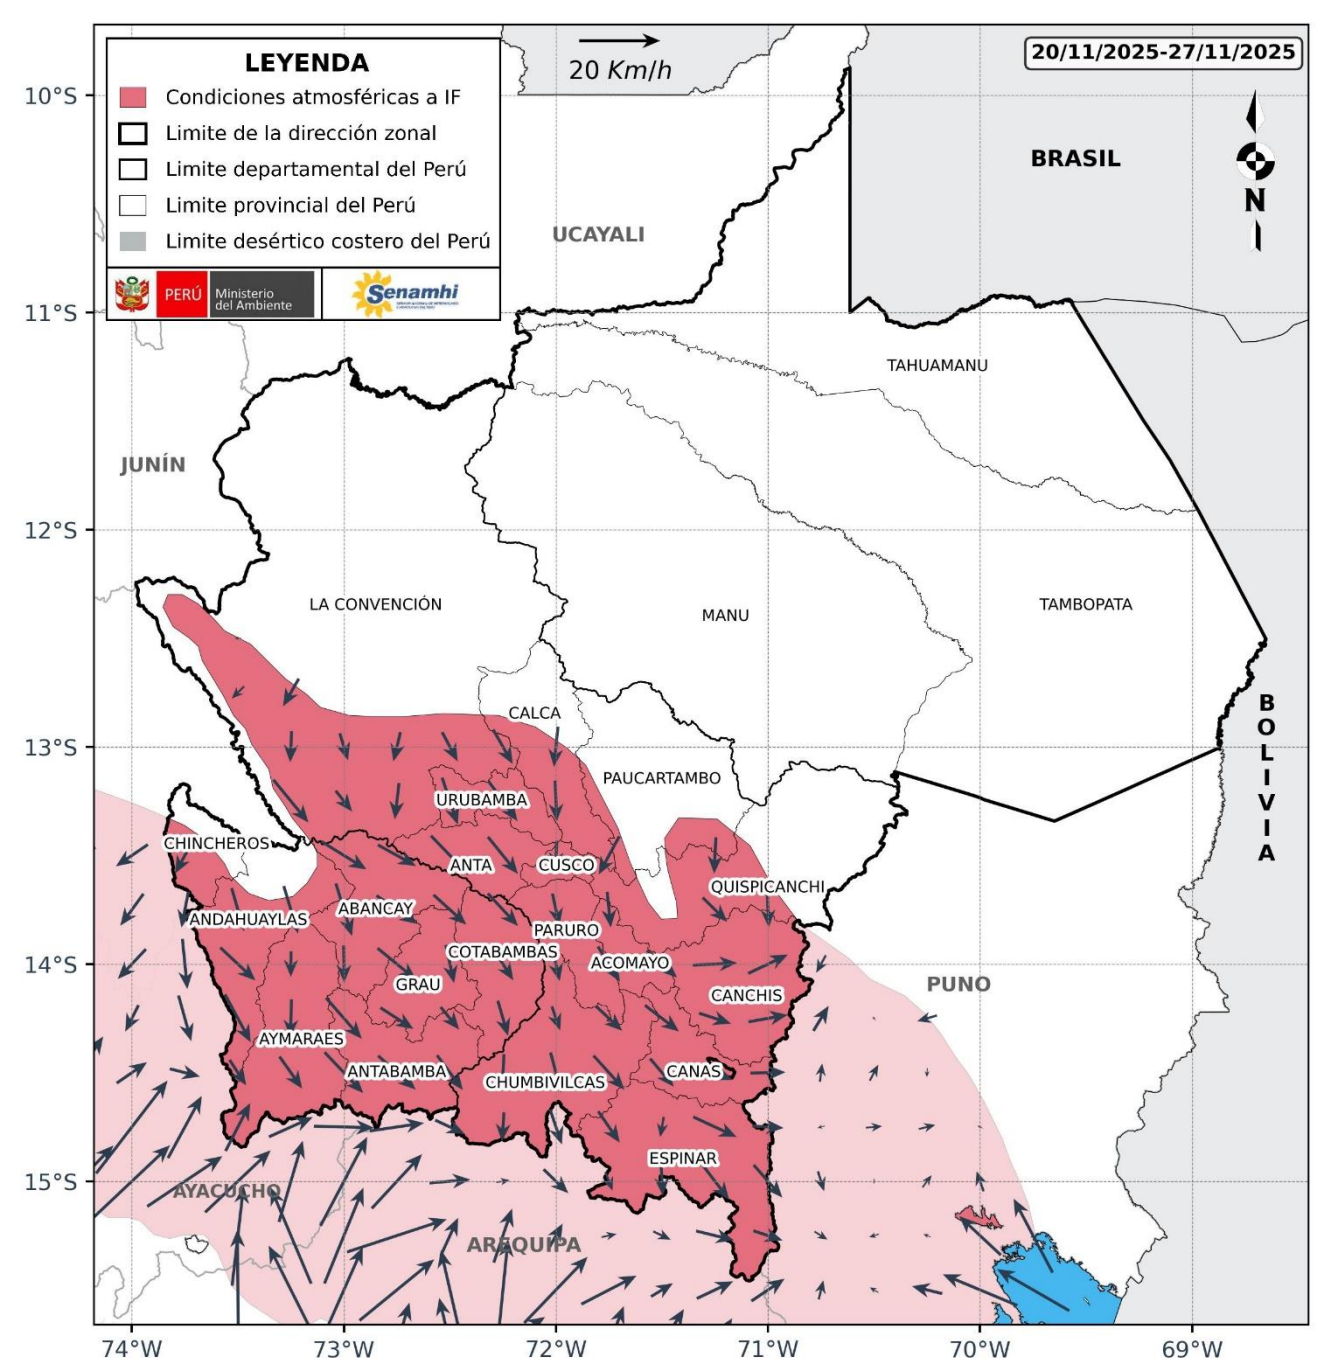 LEYENDA
Condiciones atmosféricas a IF
Limite de la dirección zonal
Limite departamental del Perú
Limite provincial del Perú
Limite desértico costero del Perú
PERÚ
Ministerio
del Ambiente
Senamhi
20 Km/h
20/11/2025-27/11/2025
N
BRASIL
BOLIVIA
UCAYALI
JUNÍN
TAHUAMANU
LA CONVENCIÓN
MANU
TAMBOPATA
CALCA
PAUCARTAMBO
URUBAMBA
CHINCHEROS
ANTA
CUSCO
QUISPICANCHI
ANDAHUAYLAS
ABANCAY
PARURO
COTABAMBAS
ACOMAYO
GRAU
CANCHIS
PUNO
AYMARAES
ANTABAMBA
CHUMBIVILCAS
CANAS
ESPINAR
AYACUCHO
AREQUIPA
10°S
11°S
12°S
13°S
14°S
15°S
74°W
73°W
72°W
71°W
70°W
69°W